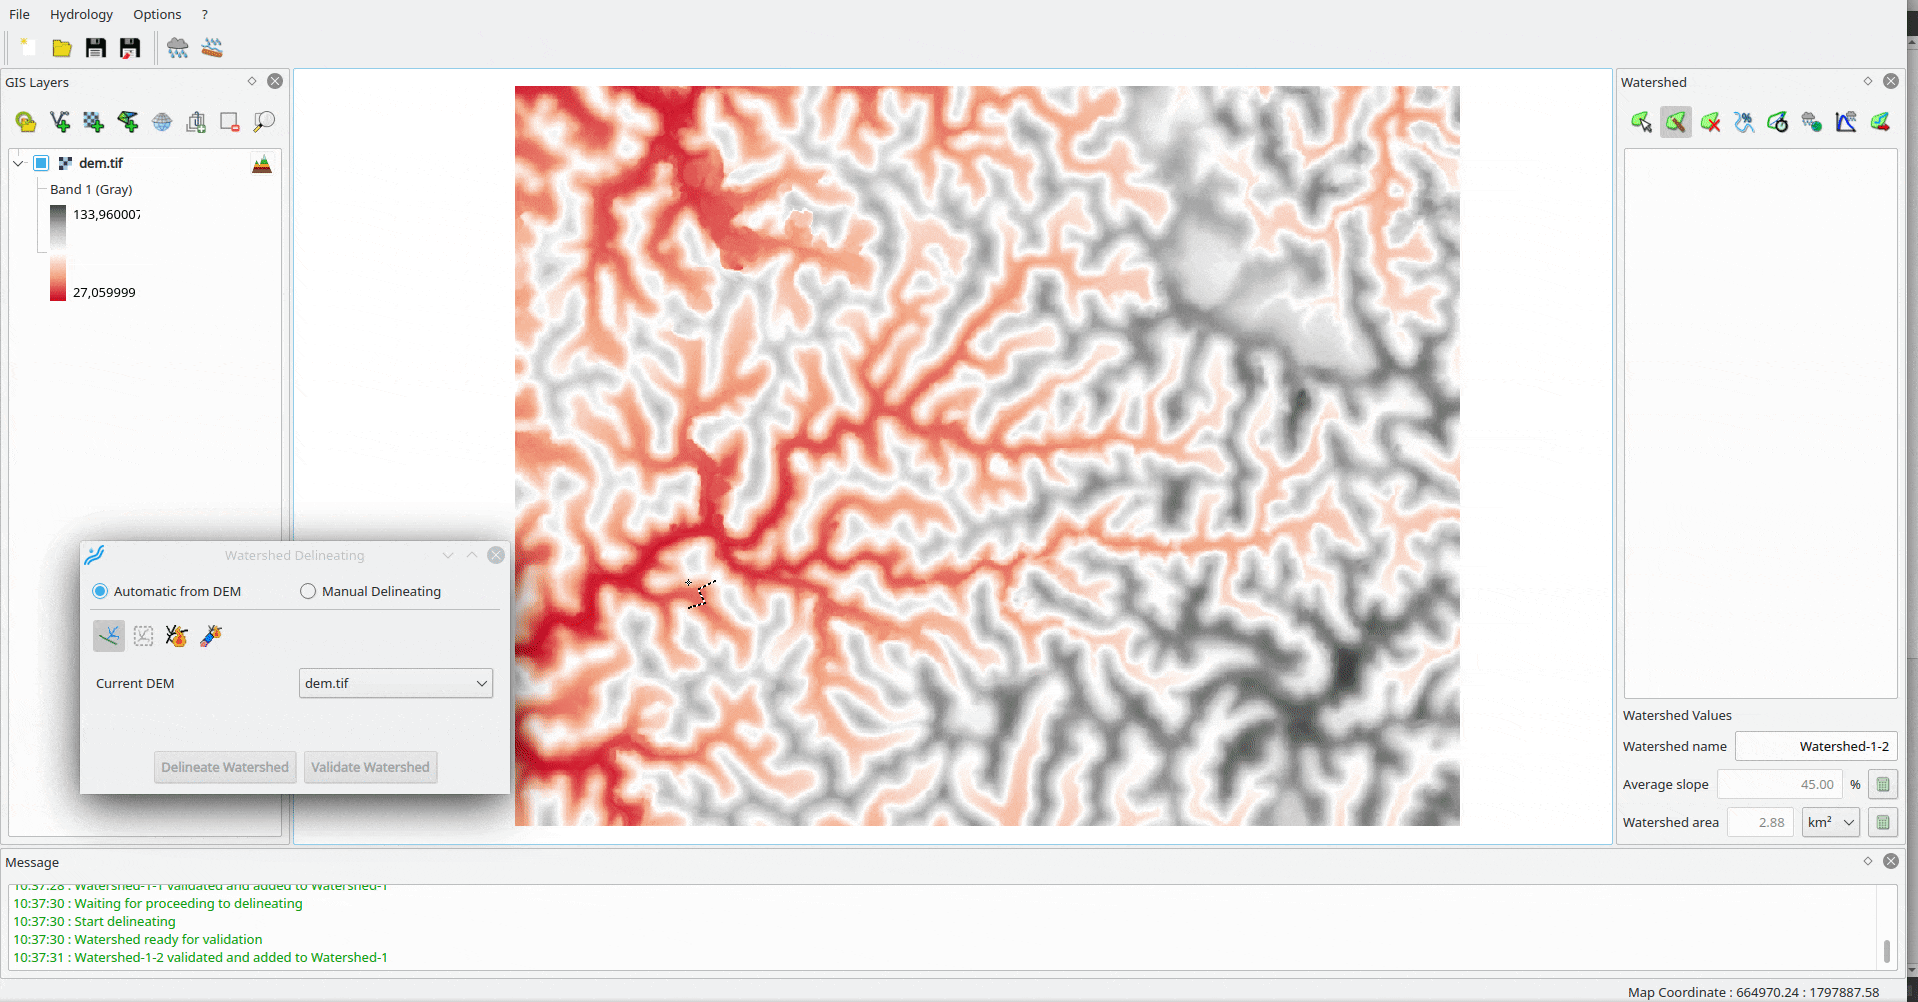 File Hydrology Options ?
GIS Layers
dem.tif
Band 1 (Gray)
133,960007
27,059999
Watershed Delineating
Automatic from DEM Manual Delineating
Current DEM dem.tif
Delineate Watershed Validate Watershed
Watershed
Watershed Values
Watershed name Watershed-1-2
Average slope 45.00 %
Watershed area 2.88 km²
Message
10:37:28 : Watershed-1-1 validated and added to Watershed-1
10:37:30 : Waiting for proceeding to delineating
10:37:30 : Start delineating
10:37:30 : Watershed ready for validation
10:37:31 : Watershed-1-2 validated and added to Watershed-1
Map Coordinate : 664970.24 : 1797887.58